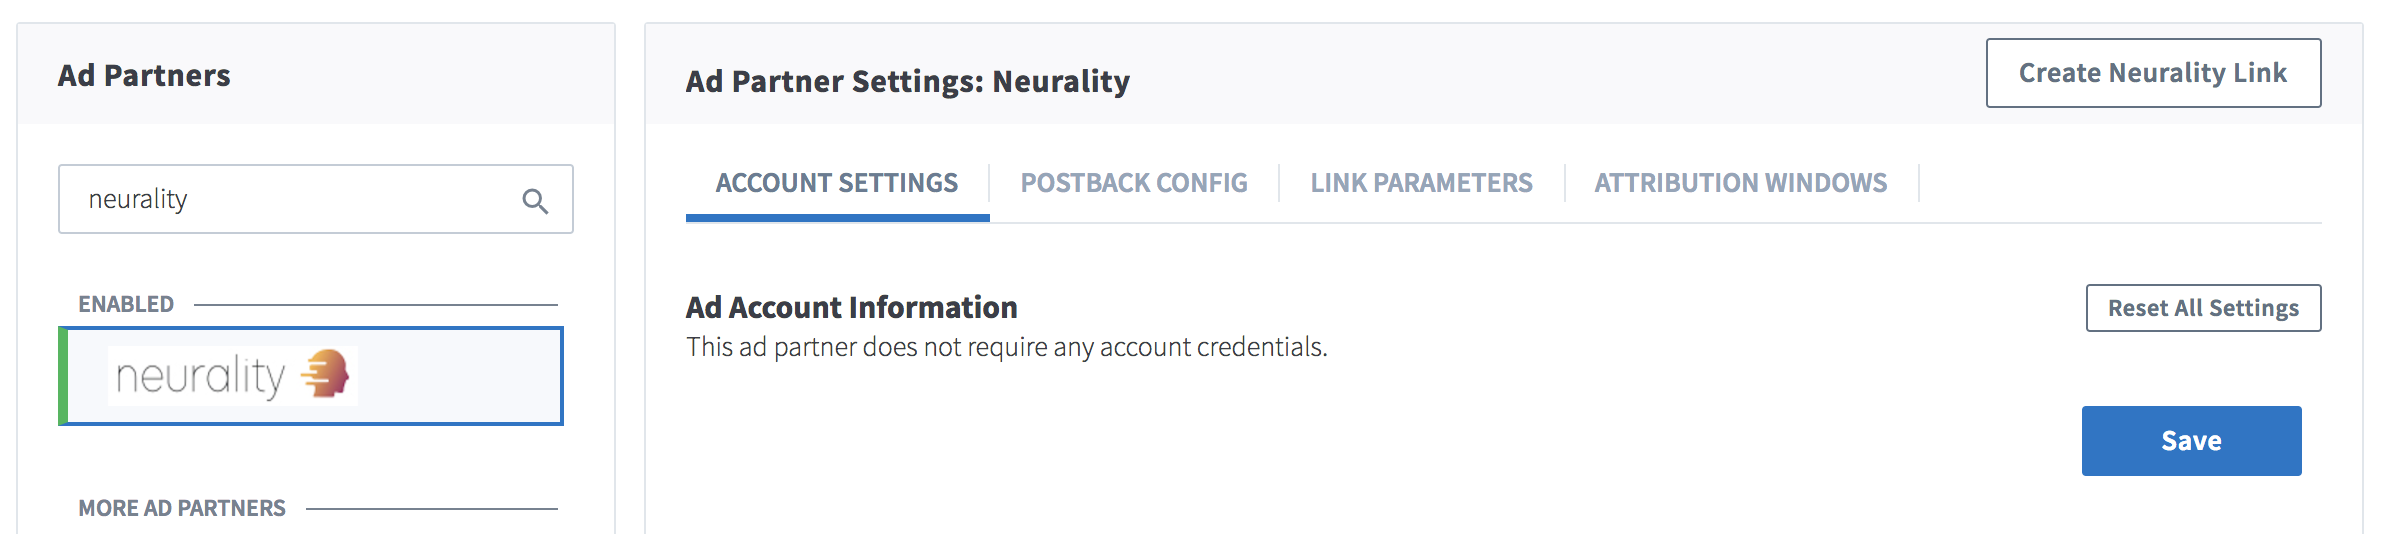 Ad Partners
neurality
ENABLED
neurality
MORE AD PARTNERS
Ad Partner Settings: Neurality
Create Neurality Link
ACCOUNT SETTINGS
POSTBACK CONFIG
LINK PARAMETERS
ATTRIBUTION WINDOWS
Ad Account Information
Reset All Settings
This ad partner does not require any account credentials.
Save